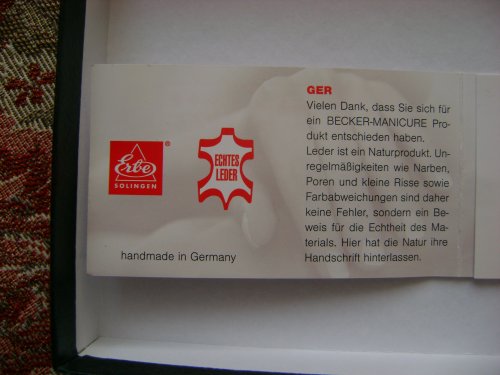 Erbe
®
SOLINGEN
ECHTES
LEDER
handmade in Germany
GER
Vielen Dank, dass Sie sich für
ein BECKER-MANICURE Pro-
dukt entschieden haben.
Leder ist ein Naturprodukt. Un-
regelmäßigkeiten wie Narben,
Poren und kleine Risse sowie
Farbabweichungen sind daher
keine Fehler, sondern ein Be-
weis für die Echtheit des Ma-
terials. Hier hat die Natur ihre
Handschrift hinterlassen.